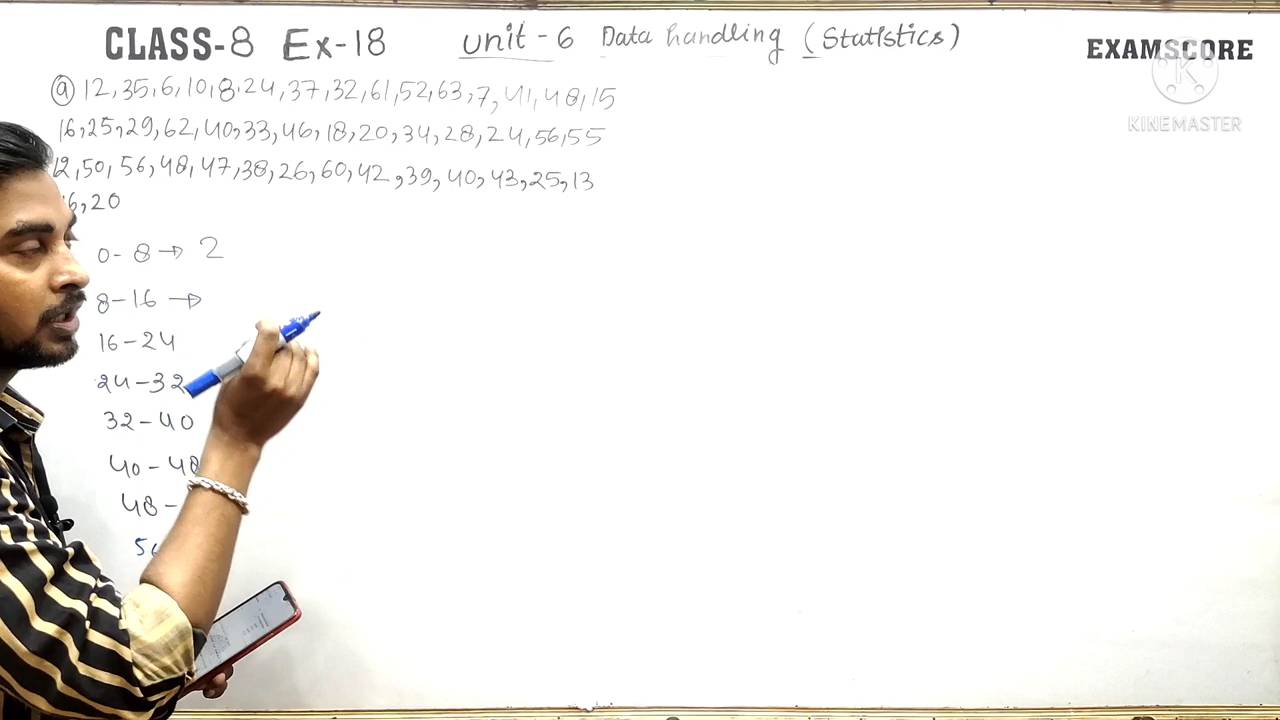 CLASS-8 Ex-18 Unit-6 Data handling (Statistics)
EXAMSCORE
KINEMASTER
(a) 12, 35, 6, 10, 8, 24, 37, 32, 61, 52, 63, 7, 41, 48, 15
16, 25, 29, 62, 40, 33, 46, 18, 20, 34, 28, 24, 56, 55
12, 50, 56, 48, 47, 38, 26, 60, 42, 39, 40, 43, 25, 13
6, 20
0-8 → 2
8-16 →
16-24
24-32
32-40
40-48
48-